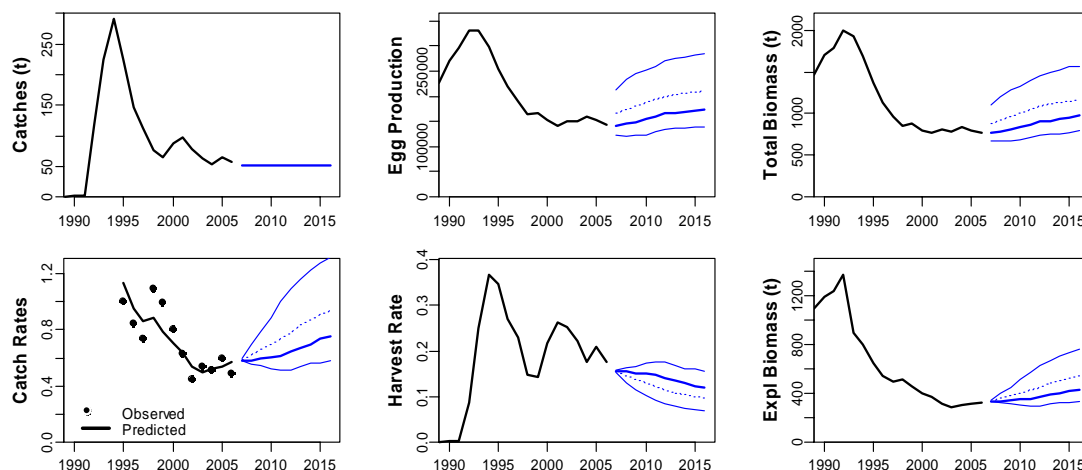 Catches (t)
0 50 150 250
1990 1995 2000 2005 2010 2015
Egg Production
0 100000 250000
1990 1995 2000 2005 2010 2015
Total Biomass (t)
0 500 1000 2000
1990 1995 2000 2005 2010 2015
Catch Rates
0.0 0.4 0.8 1.2
Observed
Predicted
1990 1995 2000 2005 2010 2015
Harvest Rate
0.0 0.1 0.2 0.3 0.4
1990 1995 2000 2005 2010 2015
Expl Biomass (t)
0 400 800 1200
1990 1995 2000 2005 2010 2015